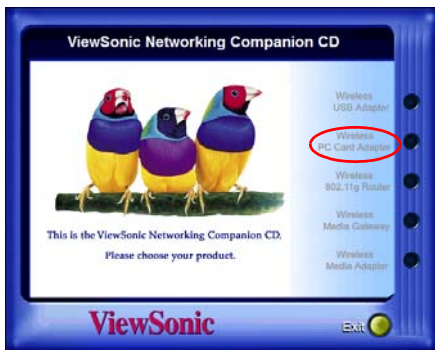 ViewSonic Networking Companion CD
Wireless
USB Adapter
Wireless
PC Card Adapter
Wireless
802.11g Router
Wireless
Media Gateway
Wireless
Media Adapter
This is the ViewSonic Networking Companion CD.
Please choose your product.
ViewSonic
Exit